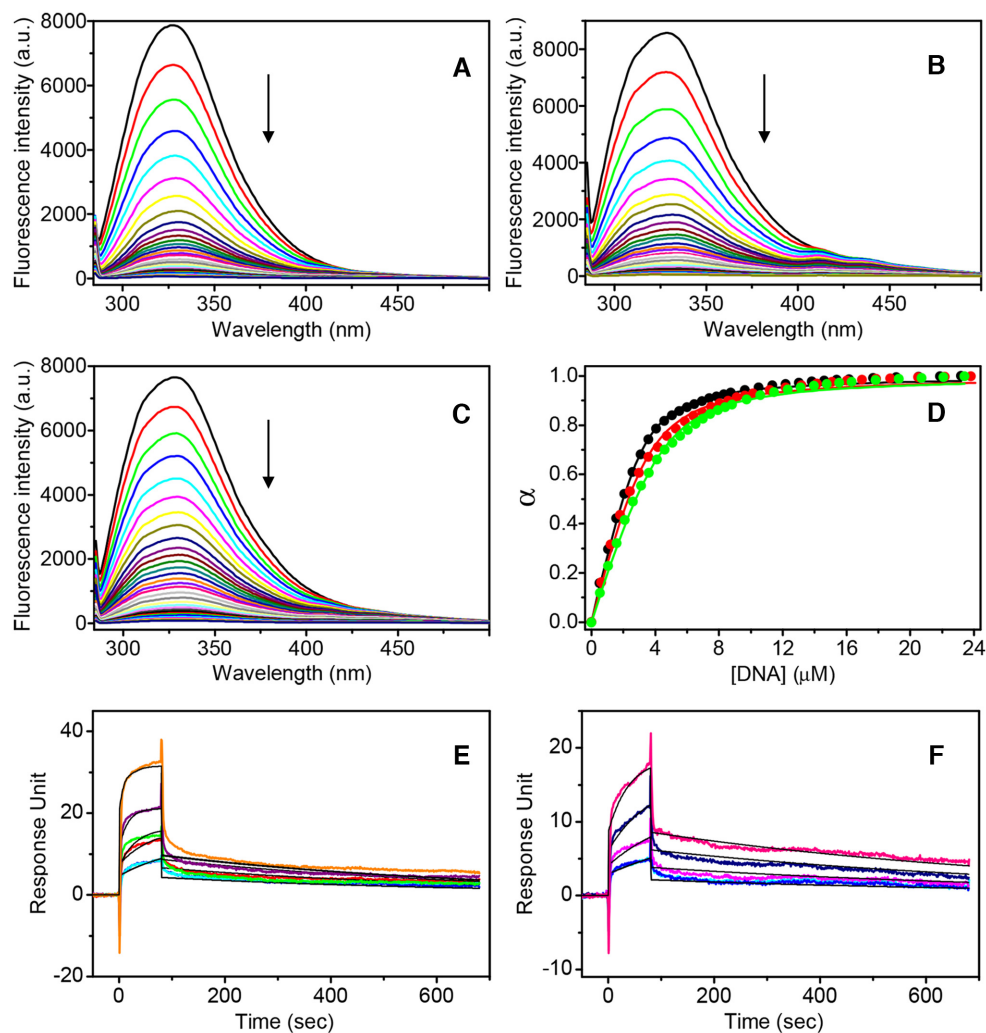 A
Fluorescence intensity (a.u.)
8000
6000
4000
2000
0
300 350 400 450
Wavelength (nm)
B
Fluorescence intensity (a.u.)
8000
6000
4000
2000
0
300 350 400 450
Wavelength (nm)
C
Fluorescence intensity (a.u.)
8000
6000
4000
2000
0
300 350 400 450
Wavelength (nm)
D
α
1.0
0.8
0.6
0.4
0.2
0.0
0 4 8 12 16 20 24
[DNA] (μM)
E
Response Unit
40
20
0
-20
0 200 400 600
Time (sec)
F
Response Unit
20
10
0
-10
0 200 400 600
Time (sec)